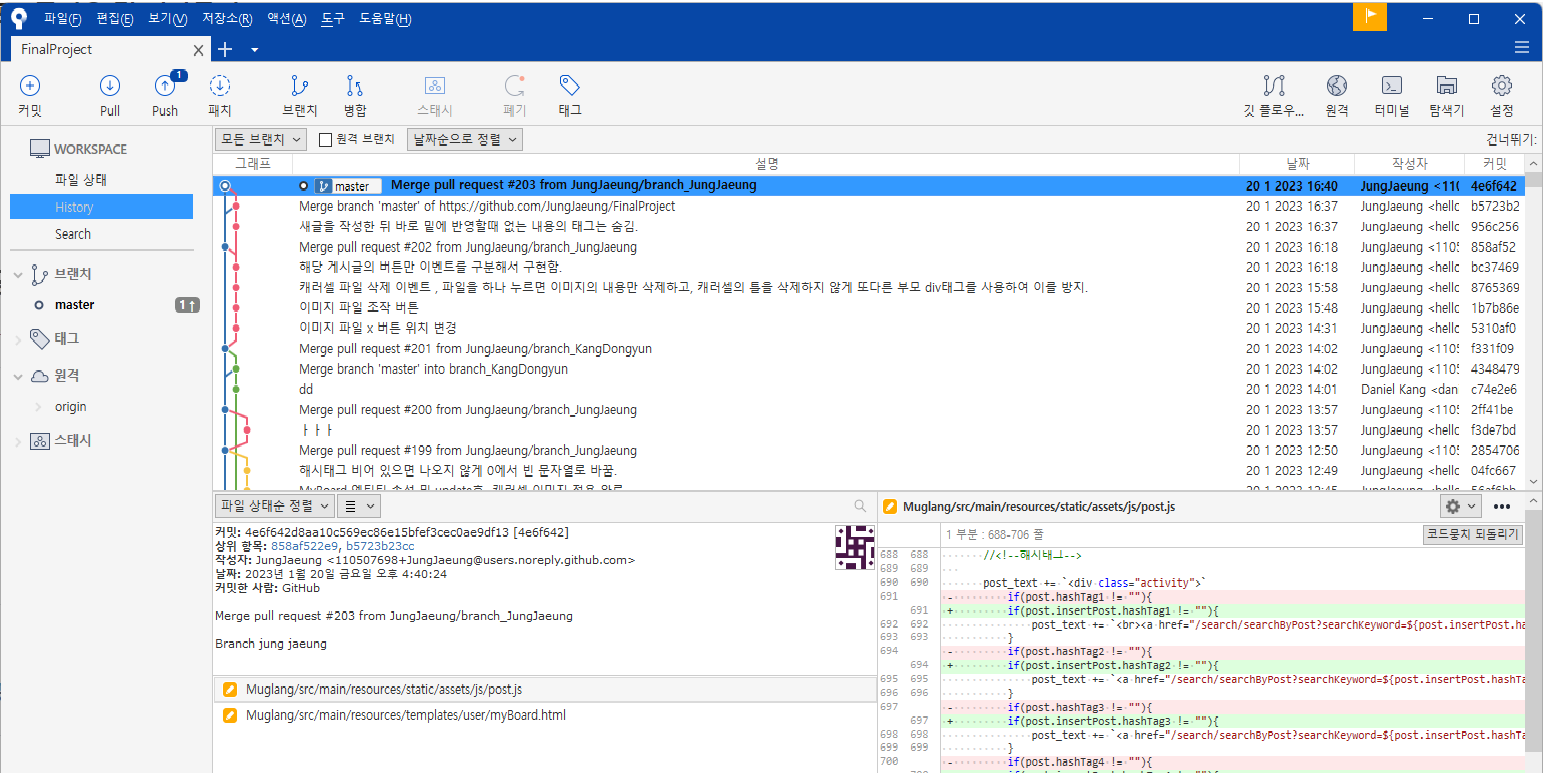 파일(F) 편집(E) 보기(V) 저장소(R) 액션(A) 도구 도움말(H)
FinalProject
1
커밋 Pull Push 패치 브랜치 병합 스태시 폐기 태그 깃 플로우... 원격 터미널 탐색기 설정
WORKSPACE
파일 상태
History
Search
브랜치
master 1↑
태그
원격
origin
스태시
모든 브랜치 원격 브랜치 날짜순으로 정렬 건너뛰기:
그래프 설명 날짜 작성자 커밋
master Merge pull request #203 from JungJaeung/branch_JungJaeung 20 1 2023 16:40 JungJaeung <11( 4e6f642
Merge branch 'master' of https://github.com/JungJaeung/FinalProject 20 1 2023 16:37 JungJaeung <hello b5723b2
새글을 작성한 뒤 바로 밑에 반영할때 없는 내용의 태그는 숨김. 20 1 2023 16:37 JungJaeung <hello 956c256
Merge pull request #202 from JungJaeung/branch_JungJaeung 20 1 2023 16:18 JungJaeung <1105 858af52
해당 게시글의 버튼만 이벤트를 구분해서 구현함. 20 1 2023 16:18 JungJaeung <hello bc37469
캐러셀 파일 삭제 이벤트 , 파일을 하나 누르면 이미지의 내용만 삭제하고, 캐러셀의 틀을 삭제하지 않게 또다른 부모 div태그를 사용하여 이를 방지. 20 1 2023 15:58 JungJaeung <hello 8765369
이미지 파일 조작 버튼 20 1 2023 15:48 JungJaeung <hello 1b7b86e
이미지 파일 x 버튼 위치 변경 20 1 2023 14:31 JungJaeung <hello 5310af0
Merge pull request #201 from JungJaeung/branch_KangDongyun 20 1 2023 14:02 JungJaeung <1105 f331f09
Merge branch 'master' into branch_KangDongyun 20 1 2023 14:02 JungJaeung <1105 4348479
dd 20 1 2023 14:01 Daniel Kang <dan c74e2e6
Merge pull request #200 from JungJaeung/branch_JungJaeung 20 1 2023 13:57 JungJaeung <1105 2ff41be
ㅏㅏㅏ 20 1 2023 13:57 JungJaeung <hello f3de7bd
Merge pull request #199 from JungJaeung/branch_JungJaeung 20 1 2023 12:50 JungJaeung <1105 2854706
해시태그 비어 있으면 나오지 않게 0에서 빈 문자열로 바꿈. 20 1 2023 12:49 JungJaeung <hello 04fc667
파일 상태순 정렬
커밋: 4e6f642d8aa10c569ec86e15bfef3cec0ae9df13 [4e6f642]
상위 항목: 858af522e9, b5723b23cc
작성자: JungJaeung <110507698+JungJaeung@users.noreply.github.com>
날짜: 2023년 1월 20일 금요일 오후 4:40:24
커밋한 사람: GitHub
Merge pull request #203 from JungJaeung/branch_JungJaeung
Branch jung jaeung
Muglang/src/main/resources/static/assets/js/post.js
Muglang/src/main/resources/templates/user/myBoard.html
Muglang/src/main/resources/static/assets/js/post.js
1 부분 : 688-706 줄 코드뭉치 되돌리기
688 688 //<!--해시태그-->
689 689
690 690 post_text += `<div class="activity">`
691 - if(post.hashTag1 != ""){
691 + if(post.insertPost.hashTag1 != ""){
692 692 post_text += `<br><a href="/search/searchByPost?searchKeyword=${post.insertPost.ha
693 693 }
694 - if(post.hashTag2 != ""){
694 + if(post.insertPost.hashTag2 != ""){
695 695 post_text += `<a href="/search/searchByPost?searchKeyword=${post.insertPost.hashTa
696 696 }
697 - if(post.hashTag3 != ""){
697 + if(post.insertPost.hashTag3 != ""){
698 698 post_text += `<a href="/search/searchByPost?searchKeyword=${post.insertPost.hashTa
699 699 }
700 - if(post.hashTag4 != ""){